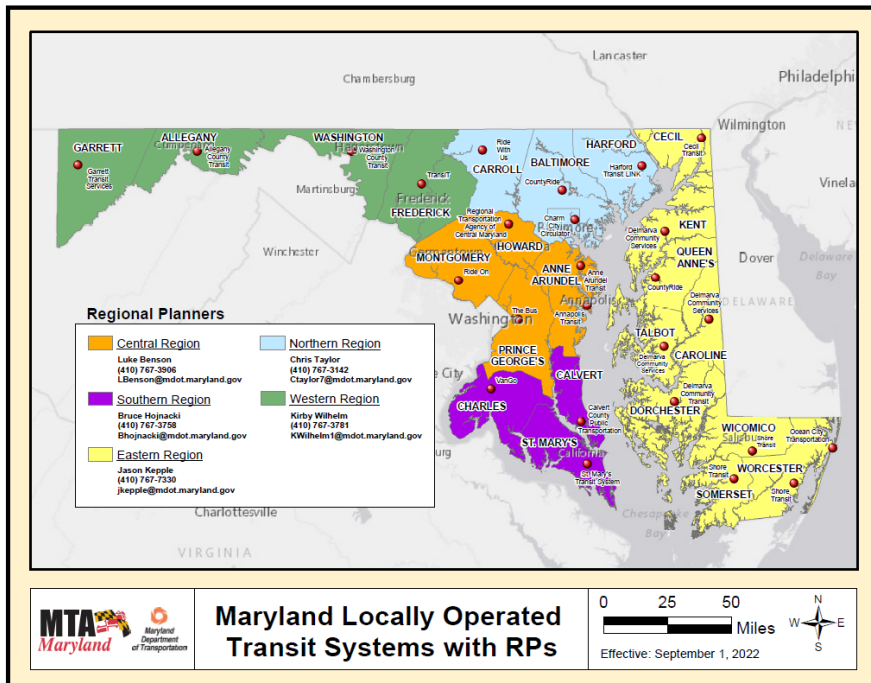 Lancaster
Chambersburg
Philadelphia
Wilmington
GARRETT
Garrett
Transit
Services
ALLEGANY
Allegany
County
Transit
WASHINGTON
Washington
County
Transit
Martinsburg
TransIT
Frederick
FREDERICK
Ride
With
Us
CARROLL
BALTIMORE
CountyRide
HARFORD
Harford
Transit LINK
CECIL
Cecil
Transit
Vinela
Winchester
Regional
Transportation
Agency of
Central Maryland
Charm
City
Circulator
HOWARD
MONTGOMERY
Ride On
ANNE
ARUNDEL
Anne
Arundel
Transit
Annapolis
Annapolis
Transit
Delmarva
Community
Services
KENT
QUEEN
ANNE'S
CountyRide
Dover
Delaware
Bay
DELAWARE
Delmarva
Community
Services
Washington
The Bus
PRINCE
GEORGE'S
TALBOT
Delmarva
Community
Services
CAROLINE
CALVERT
Calvert
County
Public
Transportation
VanGo
CHARLES
ST. MARY'S
California
St. Mary's
Transit System
Delmarva
Community
Transit
DORCHESTER
WICOMICO
Shore
Transit
Ocean City
Transportation
Shore
Transit
WORCESTER
SOMERSET
Shore
Transit
Chesapeake
Bay
Charlottesville
VIRGINIA
Regional Planners
Central Region
Luke Benson
(410) 767-3906
LBenson@mdot.maryland.gov
Northern Region
Chris Taylor
(410) 767-3142
Ctaylor7@mdot.maryland.gov
Southern Region
Bruce Hojnacki
(410) 767-3758
Bhojnacki@mdot.maryland.gov
Western Region
Kirby Wilhelm
(410) 767-3781
KWilhelm1@mdot.maryland.gov
Eastern Region
Jason Kepple
(410) 767-7330
jkepple@mdot.maryland.gov
MTA
Maryland
Maryland
Department
of Transportation
Maryland Locally Operated
Transit Systems with RPs
0 25 50
Miles
Effective: September 1, 2022
N
W E
S